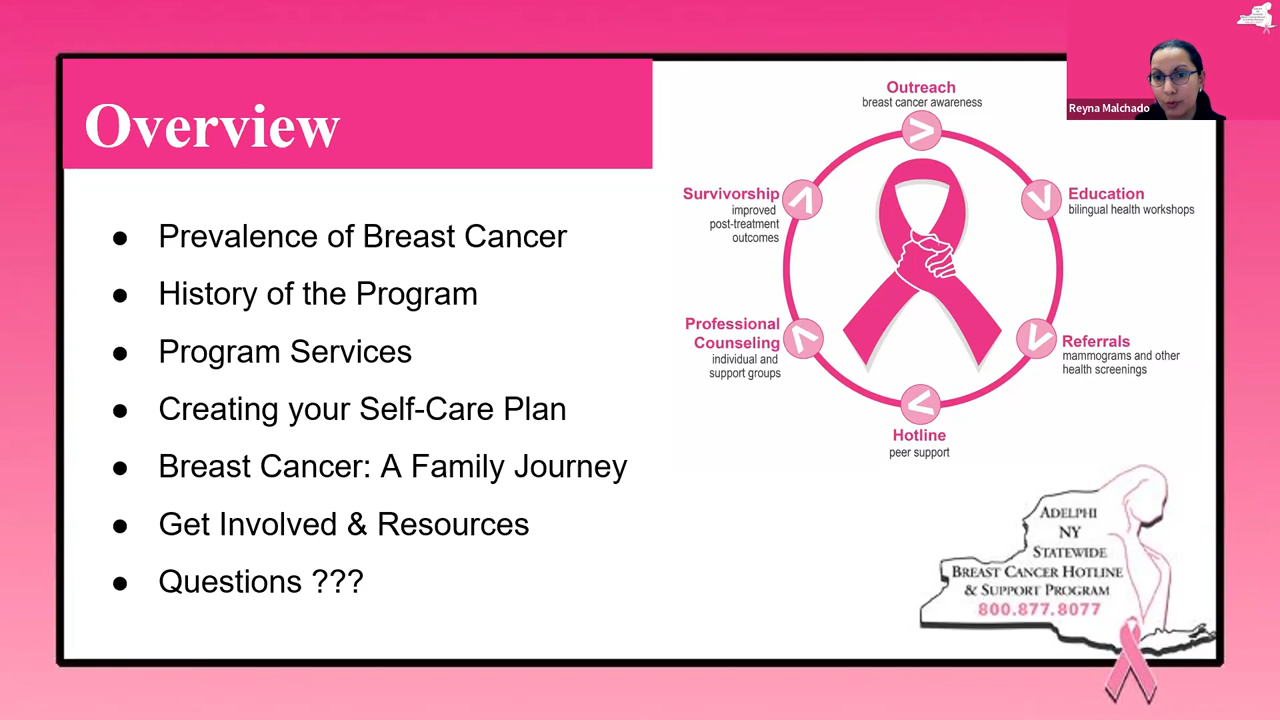 Overview
Prevalence of Breast Cancer
History of the Program
Program Services
Creating your Self-Care Plan
Breast Cancer: A Family Journey
Get Involved & Resources
Questions ???
Outreach
breast cancer awareness
Education
bilingual health workshops
Referrals
mammograms and other
health screenings
Hotline
peer support
Professional
Counseling
individual and
support groups
Survivorship
improved
post-treatment
outcomes
Reyna Malchado
ADELPHI
NY
STATEWIDE
BREAST CANCER HOTLINE
& SUPPORT PROGRAM
800.877.8077